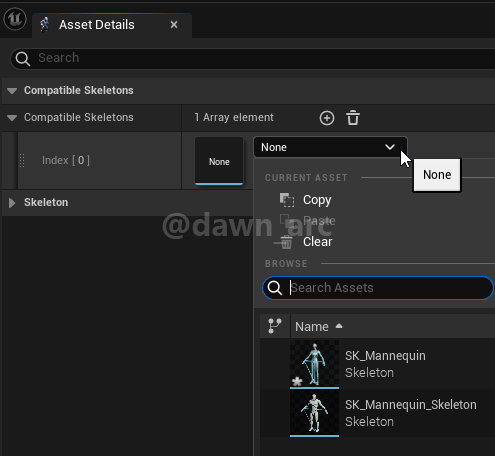 Asset Details
Search
Compatible Skeletons
Compatible Skeletons
1 Array element
Index [ 0 ]
None
None
None
CURRENT ASSET
Copy
Paste
Clear
Skeleton
@dawn_arc
BROWSE
Search Assets
Name
SK_Mannequin
Skeleton
SK_Mannequin_Skeleton
Skeleton